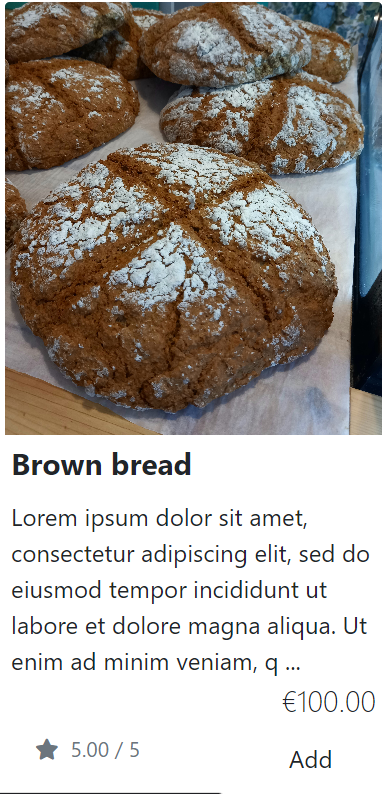 Brown bread
Lorem ipsum dolor sit amet,
consectetur adipiscing elit, sed do
eiusmod tempor incididunt ut
labore et dolore magna aliqua. Ut
enim ad minim veniam, q ...
€100.00
5.00 / 5
Add